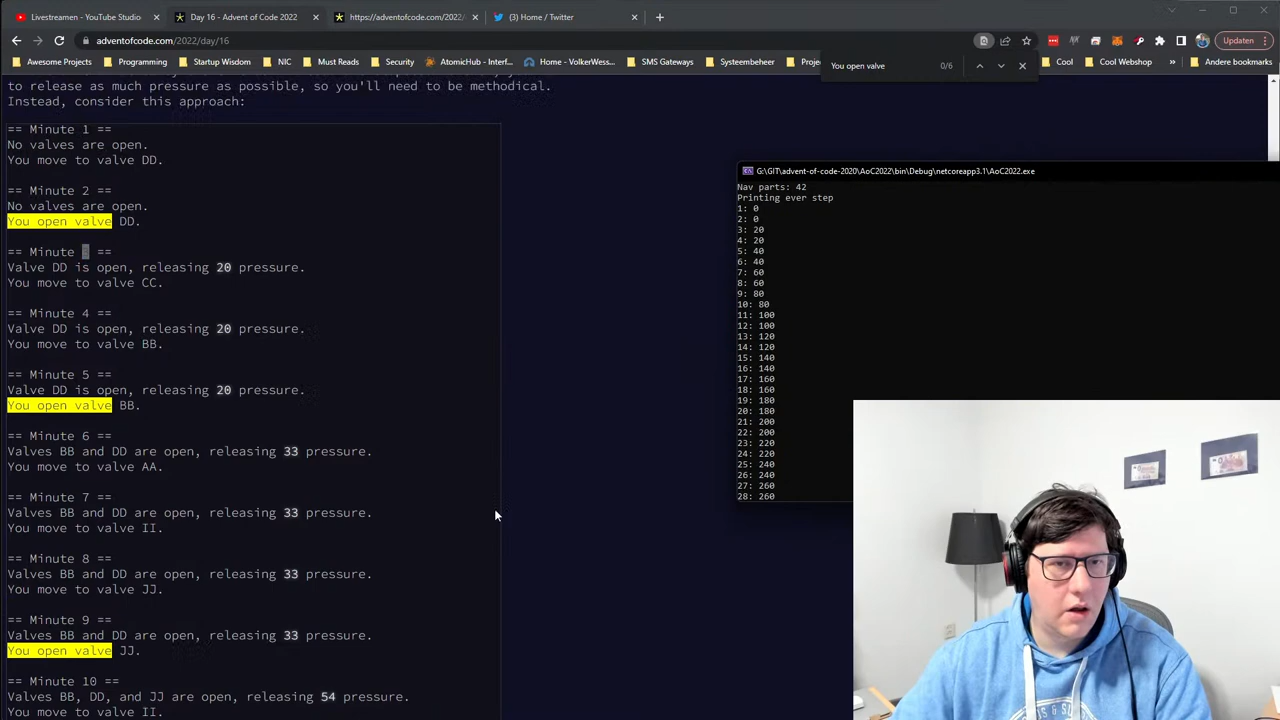 Livestreamen - YouTube Studio
Day 16 - Advent of Code 2022
https://adventofcode.com/2022/
(3) Home / Twitter
adventofcode.com/2022/day/16
Updaten
Awesome Projects
Programming
Startup Wisdom
NIC
Must Reads
Security
AtomicHub - Interf...
Home - VolkerWess...
SMS Gateways
Systeembeheer
Cool
Cool Webshop
Andere bookmarks
You open valve
0/6
to release as much pressure as possible, so you'll need to be methodical.
Instead, consider this approach:
== Minute 1 ==
No valves are open.
You move to valve DD.
== Minute 2 ==
No valves are open.
You open valve DD.
== Minute 3 ==
Valve DD is open, releasing 20 pressure.
You move to valve CC.
== Minute 4 ==
Valve DD is open, releasing 20 pressure.
You move to valve BB.
== Minute 5 ==
Valve DD is open, releasing 20 pressure.
You open valve BB.
== Minute 6 ==
Valves BB and DD are open, releasing 33 pressure.
You move to valve AA.
== Minute 7 ==
Valves BB and DD are open, releasing 33 pressure.
You move to valve II.
== Minute 8 ==
Valves BB and DD are open, releasing 33 pressure.
You move to valve JJ.
== Minute 9 ==
Valves BB and DD are open, releasing 33 pressure.
You open valve JJ.
== Minute 10 ==
Valves BB, DD, and JJ are open, releasing 54 pressure.
You move to valve II.
G:\GIT\advent-of-code-2020\AoC2022\bin\Debug\netcoreapp3.1\AoC2022.exe
Nav parts: 42
Printing ever step
1: 0
2: 0
3: 20
4: 20
5: 40
6: 40
7: 60
8: 60
9: 80
10: 80
11: 100
12: 100
13: 120
14: 120
15: 140
16: 140
17: 160
18: 160
19: 180
20: 180
21: 200
22: 200
23: 220
24: 220
25: 240
26: 240
27: 260
28: 260